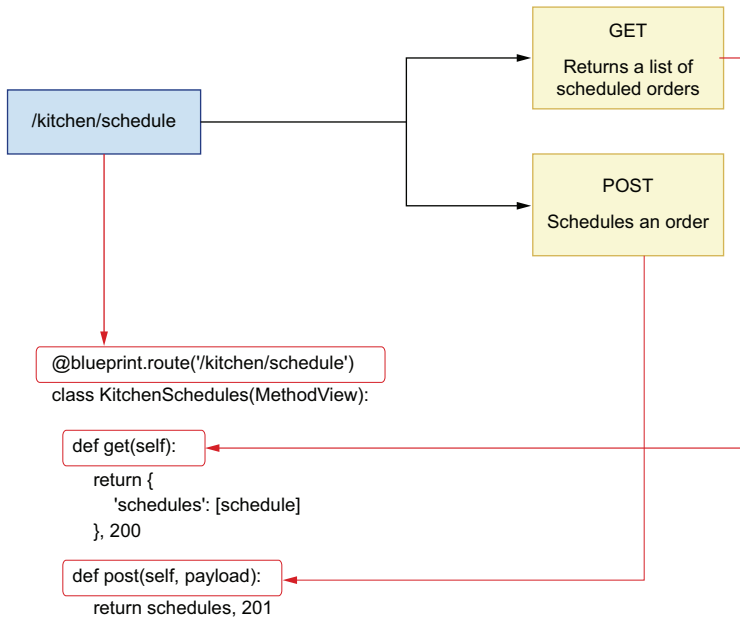 GET
Returns a list of
scheduled orders
/kitchen/schedule
POST
Schedules an order
@blueprint.route('/kitchen/schedule')
class KitchenSchedules(MethodView):
def get(self):
return {
'schedules': [schedule]
}, 200
def post(self, payload):
return schedules, 201